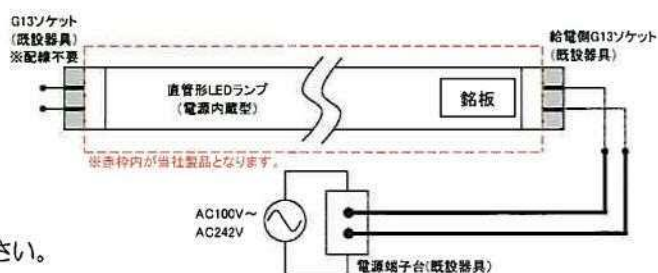 G13ソケット
(既設器具)
※配線不要
給電側G13ソケット
(既設器具)
直管形LEDランプ
(電源内蔵型)
銘板
※赤枠内が当社製品となります。
AC100V～
AC242V
さい。
電源端子台(既設器具)